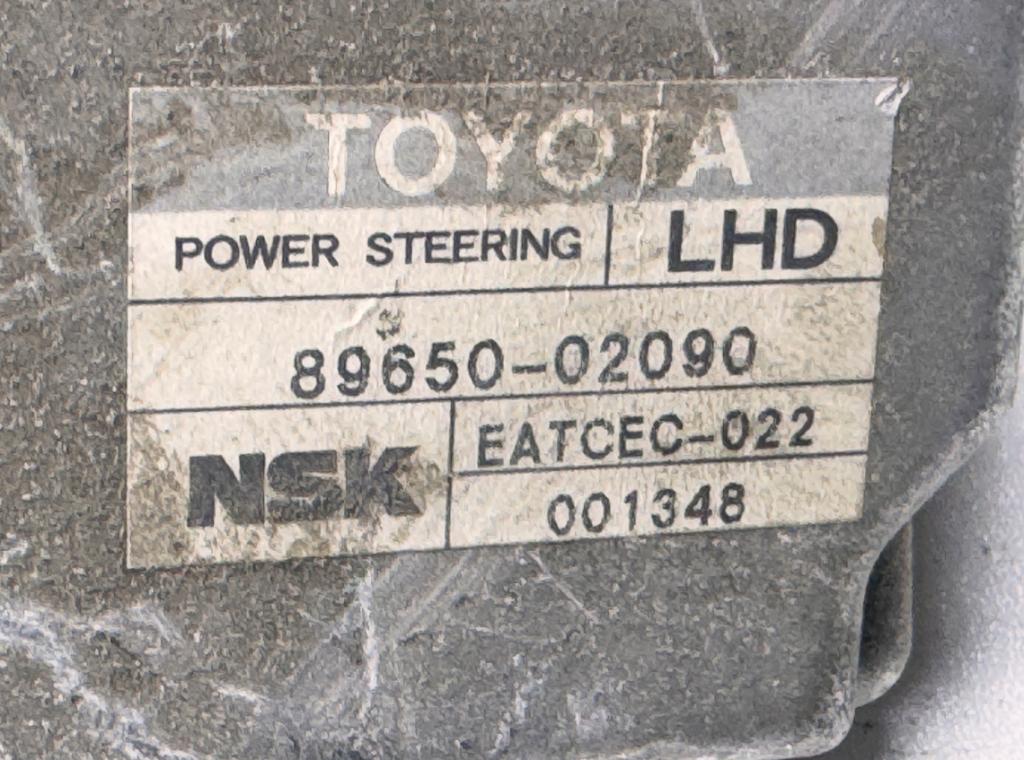 TOYOTA
POWER STEERING LHD
89650-02090
NSK
EATCEC-022
001348